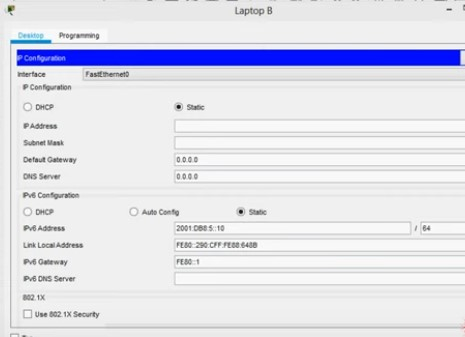 Laptop B
Desktop Programming
IP Configuration
Interface FastEthernet0
IP Configuration
DHCP Static
IP Address
Subnet Mask
Default Gateway 0.0.0.0
DNS Server 0.0.0.0
IPv6 Configuration
DHCP Auto Config Static
IPv6 Address 2001:DB8:5::10 / 64
Link Local Address FE80::290:CFF:FE88:648B
IPv6 Gateway FE80::1
IPv6 DNS Server
802.1X
Use 802.1X Security